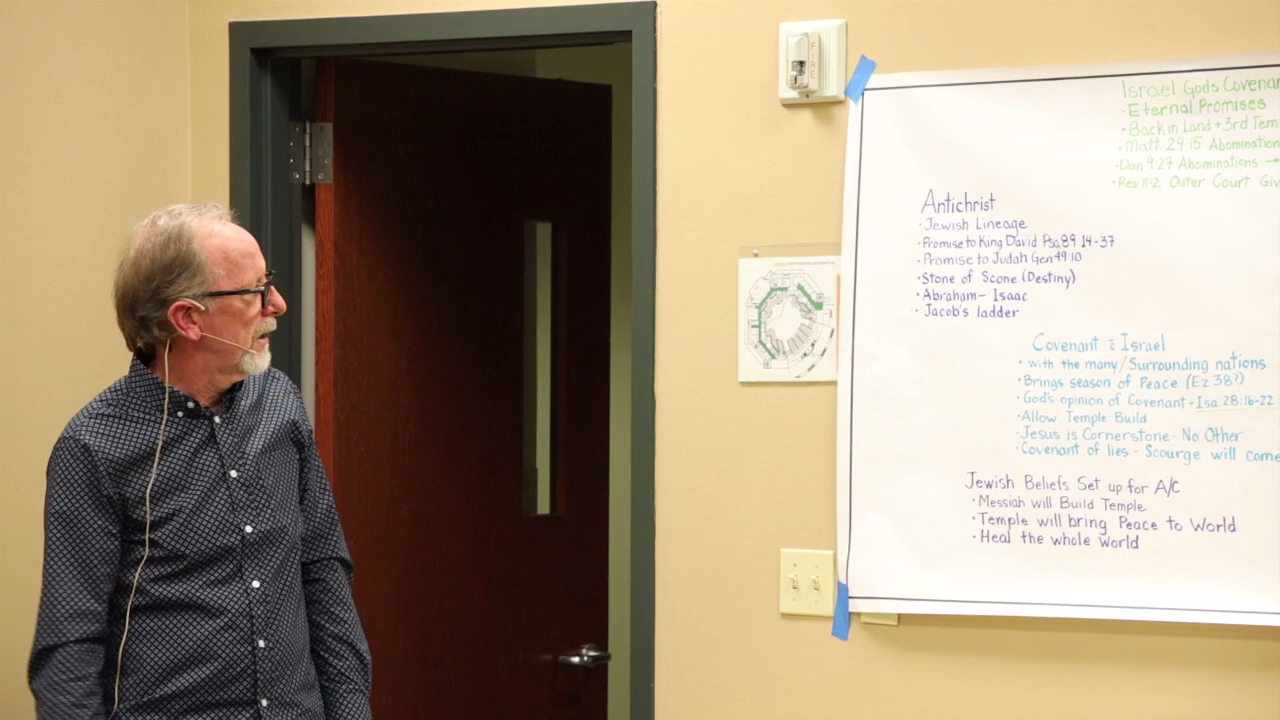 FIRE
Israel Gods Covenan
• Eternal Promises
• Back in Land + 3rd Tem
• Matt. 24:15 Abomination
• Dan 9:27 Abominations →
• Rev 11:2 Outer Court Giv
Antichrist
• Jewish Lineage
• Promise to King David Psa 89:14-37
• Promise to Judah Gen 49:10
• Stone of Scone (Destiny)
• Abraham - Isaac
• Jacob's ladder
Covenant c̄ Israel
• with the many/Surrounding nations
• Brings season of Peace (Ez 38?)
• God's opinion of Covenant - Isa 28:16-22
• Allow Temple Build
• Jesus is Cornerstone - No Other
• Covenant of lies - Scourge will come
Jewish Beliefs Set up for A/C
• Messiah will Build Temple
• Temple will bring Peace to World
• Heal the whole World